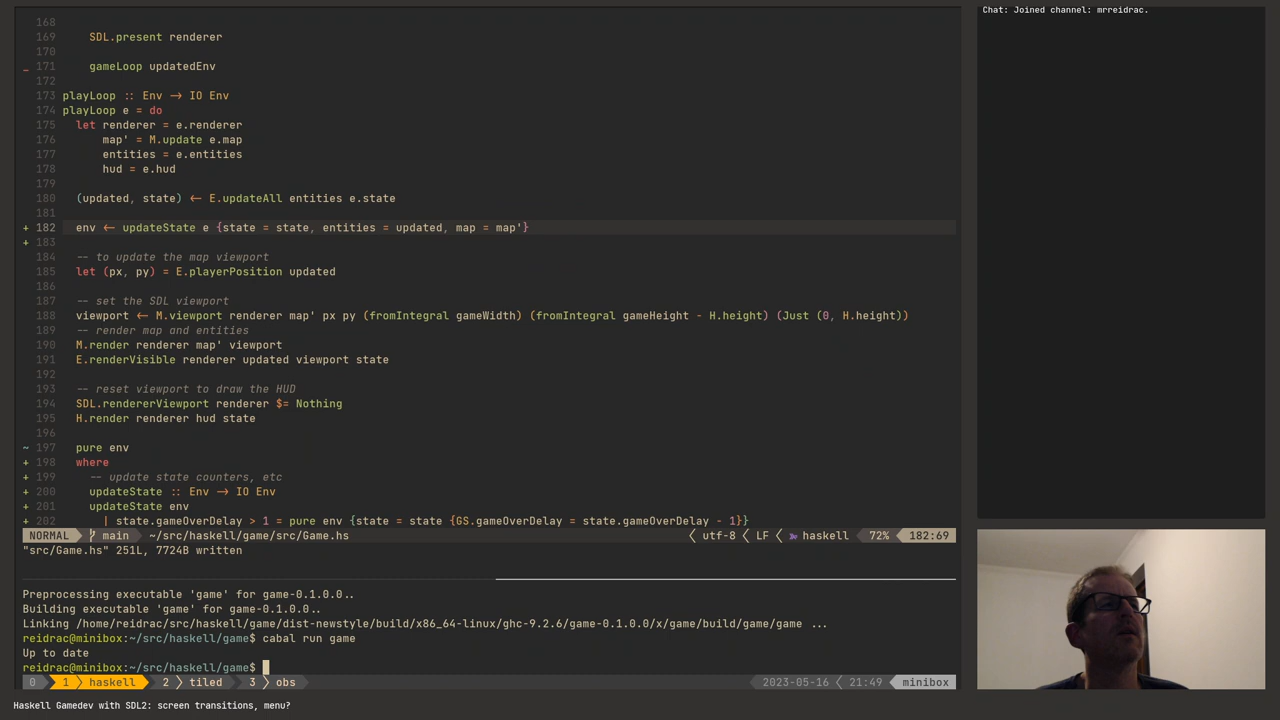 168
169 SDL.present renderer
170
_ 171 gameLoop updatedEnv
172
173 playLoop :: Env → IO Env
174 playLoop e = do
175 let renderer = e.renderer
176 map' = M.update e.map
177 entities = e.entities
178 hud = e.hud
179
180 (updated, state) ← E.updateAll entities e.state
181
+ 182 env ← updateState e {state = state, entities = updated, map = map'}
+ 183
184 -- to update the map viewport
185 let (px, py) = E.playerPosition updated
186
187 -- set the SDL viewport
188 viewport ← M.viewport renderer map' px py (fromIntegral gameWidth) (fromIntegral gameHeight - H.height) (Just (0, H.height))
189 -- render map and entities
190 M.render renderer map' viewport
191 E.renderVisible renderer updated viewport state
192
193 -- reset viewport to draw the HUD
194 SDL.rendererViewport renderer $= Nothing
195 H.render renderer hud state
196
~ 197 pure env
+ 198 where
+ 199 -- update state counters, etc
+ 200 updateState :: Env → IO Env
+ 201 updateState env
+ 202 | state.gameOverDelay > 1 = pure env {state = state {GS.gameOverDelay = state.gameOverDelay - 1}}
NORMAL main ~/src/haskell/game/src/Game.hs utf-8 LF haskell 72% 182:69
"src/Game.hs" 251L, 7724B written
Preprocessing executable 'game' for game-0.1.0.0..
Building executable 'game' for game-0.1.0.0..
Linking /home/reidrac/src/haskell/game/dist-newstyle/build/x86_64-linux/ghc-9.2.6/game-0.1.0.0/x/game/build/game/game ...
reidrac@minibox:~/src/haskell/game$ cabal run game
Up to date
reidrac@minibox:~/src/haskell/game$
0 1 haskell 2 tiled 3 obs 2023-05-16 21:49 minibox
Haskell Gamedev with SDL2: screen transitions, menu?
Chat: Joined channel: mrreidrac.